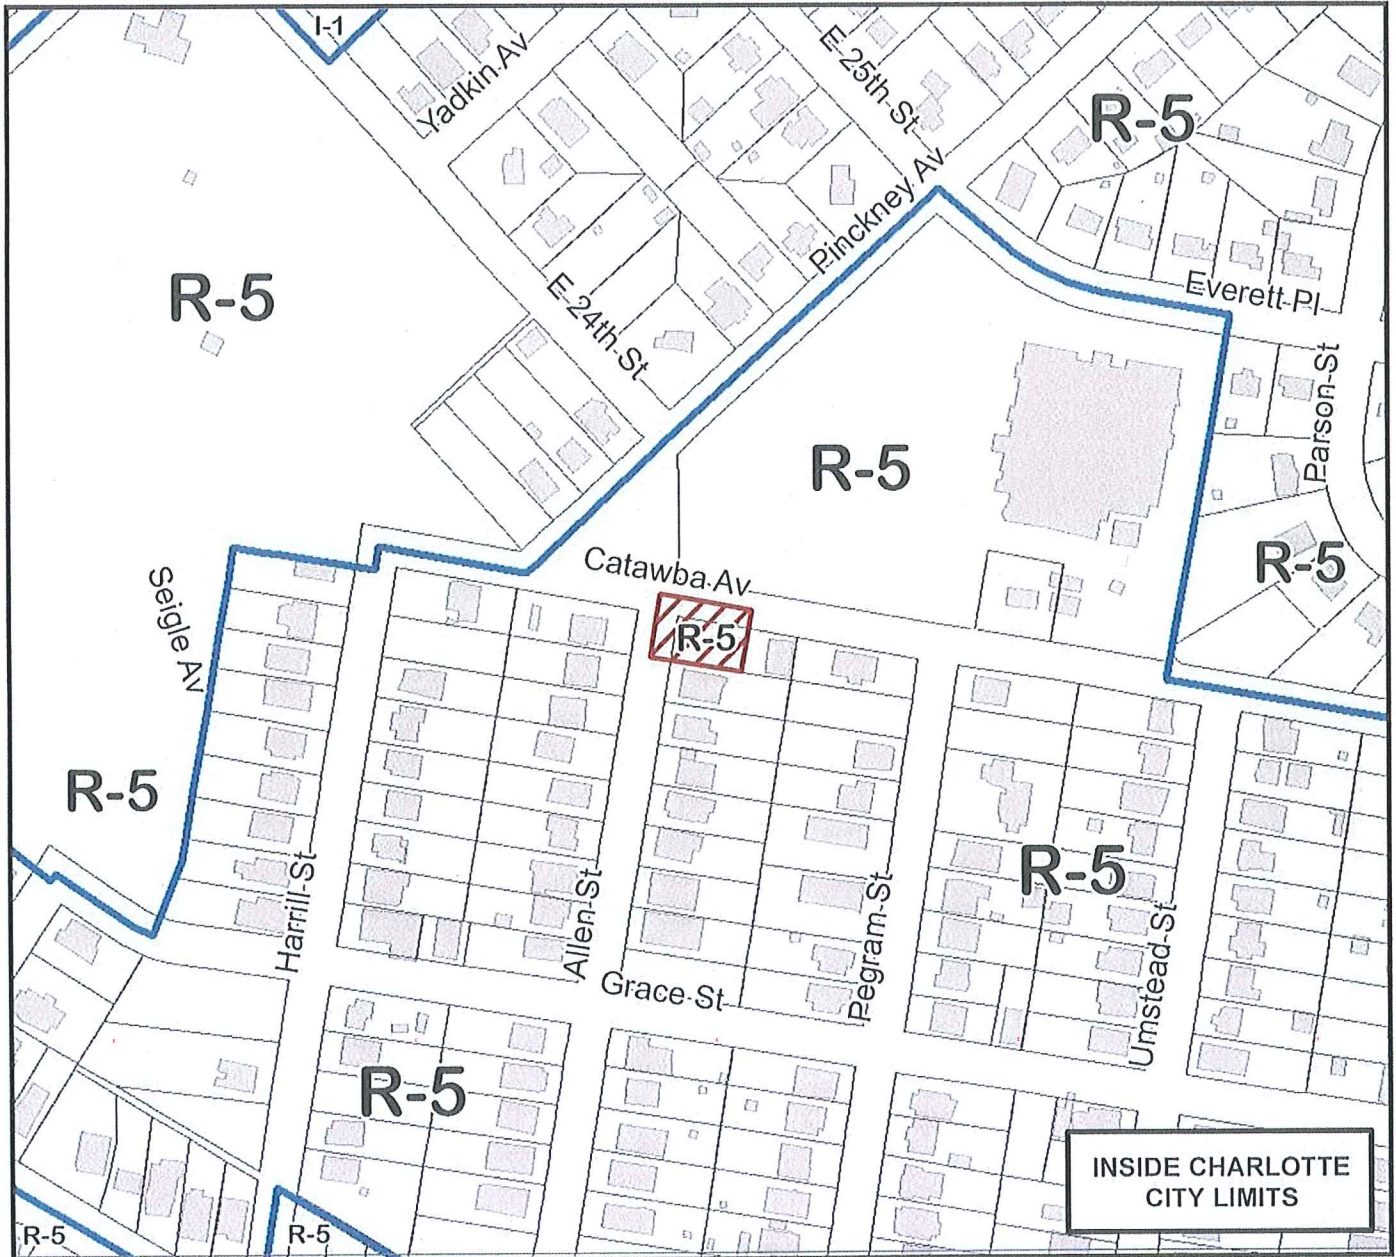 I-1
Yadkin Av
E 25th St
R-5
Pinckney Av
R-5
E 24th St
Everett Pl
Parson St
R-5
Catawba Av
R-5
Seigle Av
R-5
R-5
R-5
Harrill St
Allen St
Pegram St
Umstead St
Grace St
R-5
R-5
INSIDE CHARLOTTE
CITY LIMITS
R-5
R-5